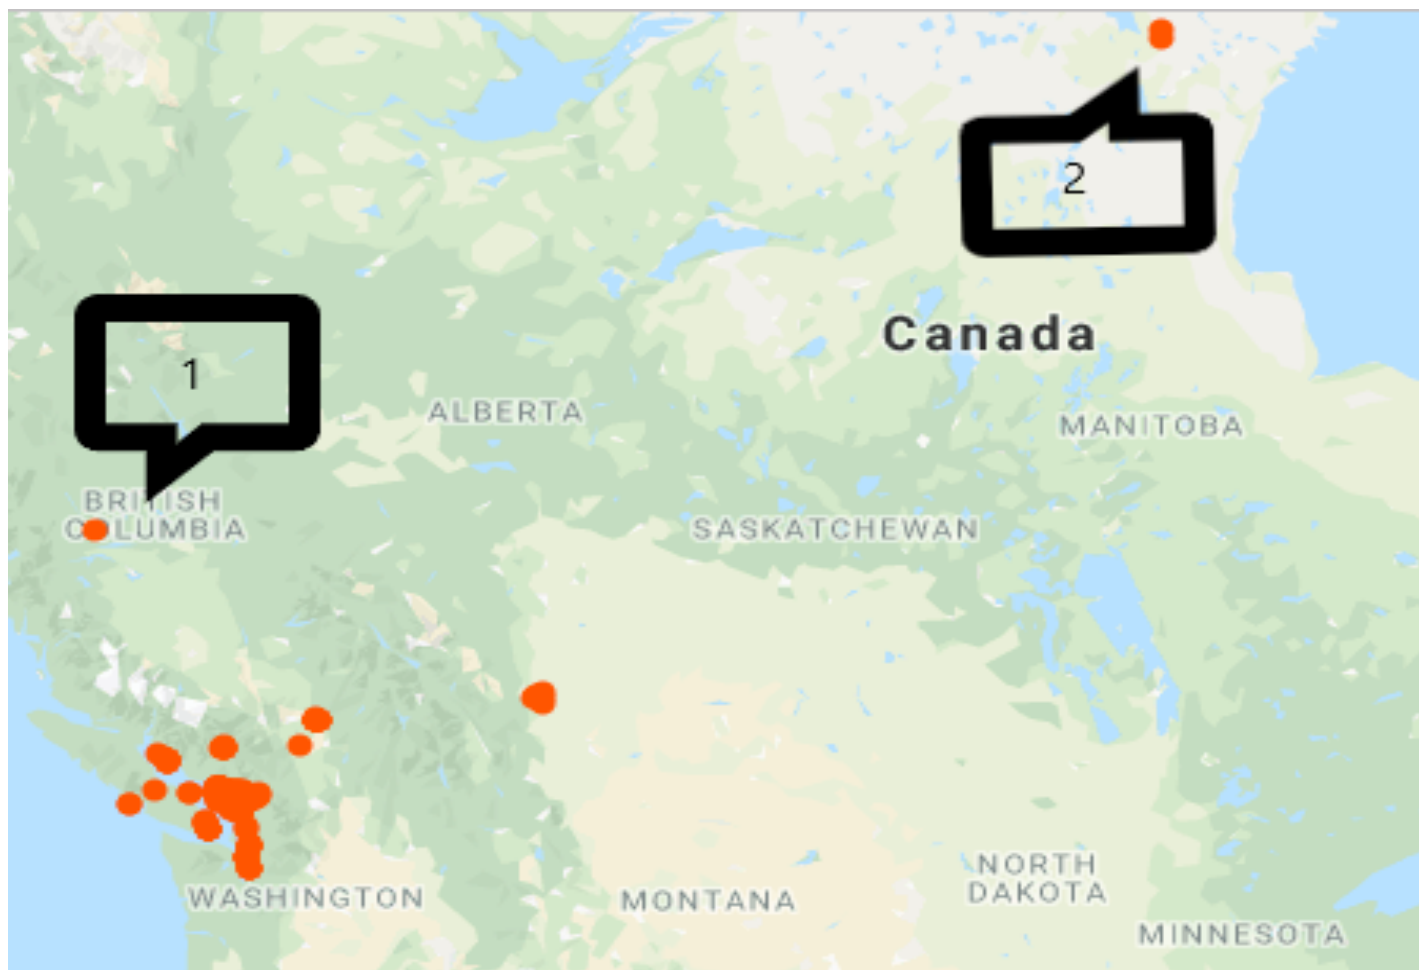 2
Canada
1
ALBERTA
MANITOBA
BRITISH
COLUMBIA
SASKATCHEWAN
NORTH
DAKOTA
WASHINGTON
MONTANA
MINNESOTA